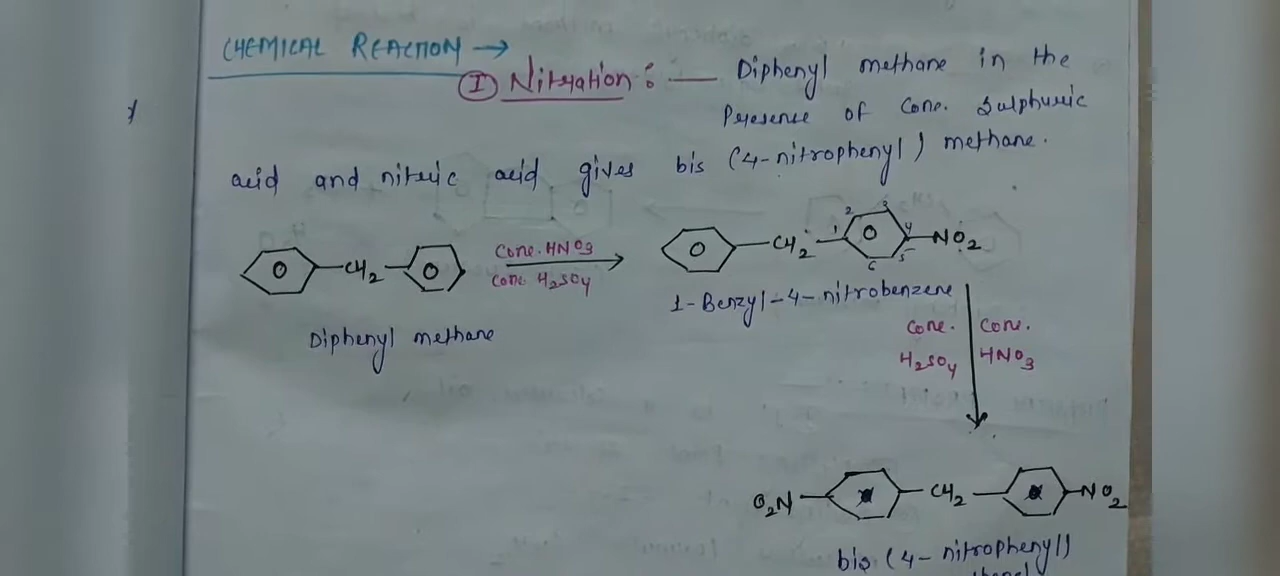 CHEMICAL REACTION →
I Nitration :— Diphenyl methane in the
Presence of Conc. Sulphuric
acid and nitric acid gives bis (4-nitrophenyl) methane.
CH2
Conc. HNO3
Conc. H2SO4
Diphenyl methane
1 2 3 4 5 6
CH2 NO2
1-Benzyl-4-nitrobenzene
Conc. Conc.
H2SO4 HNO3
O2N CH2 NO2
bis (4-nitrophenyl)